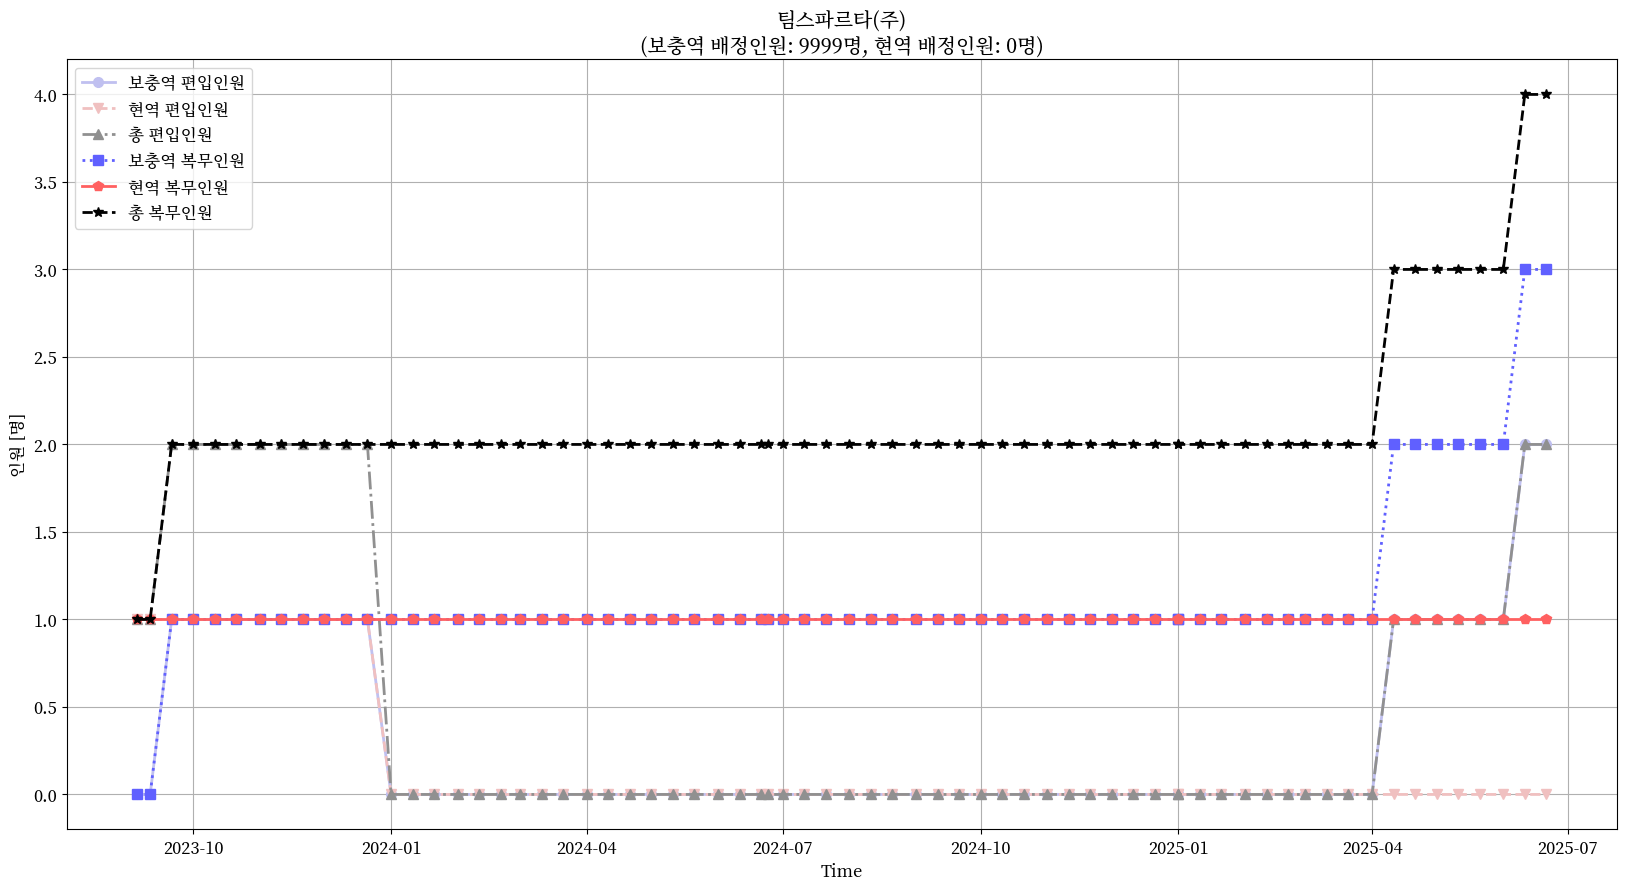 팀스파르타(주)
(보충역 배정인원: 9999명, 현역 배정인원: 0명)
보충역 편입인원
현역 편입인원
총 편입인원
보충역 복무인원
현역 복무인원
총 복무인원
인원 [명]
4.0
3.5
3.0
2.5
2.0
1.5
1.0
0.5
0.0
2023-10
2024-01
2024-04
2024-07
2024-10
2025-01
2025-04
2025-07
Time